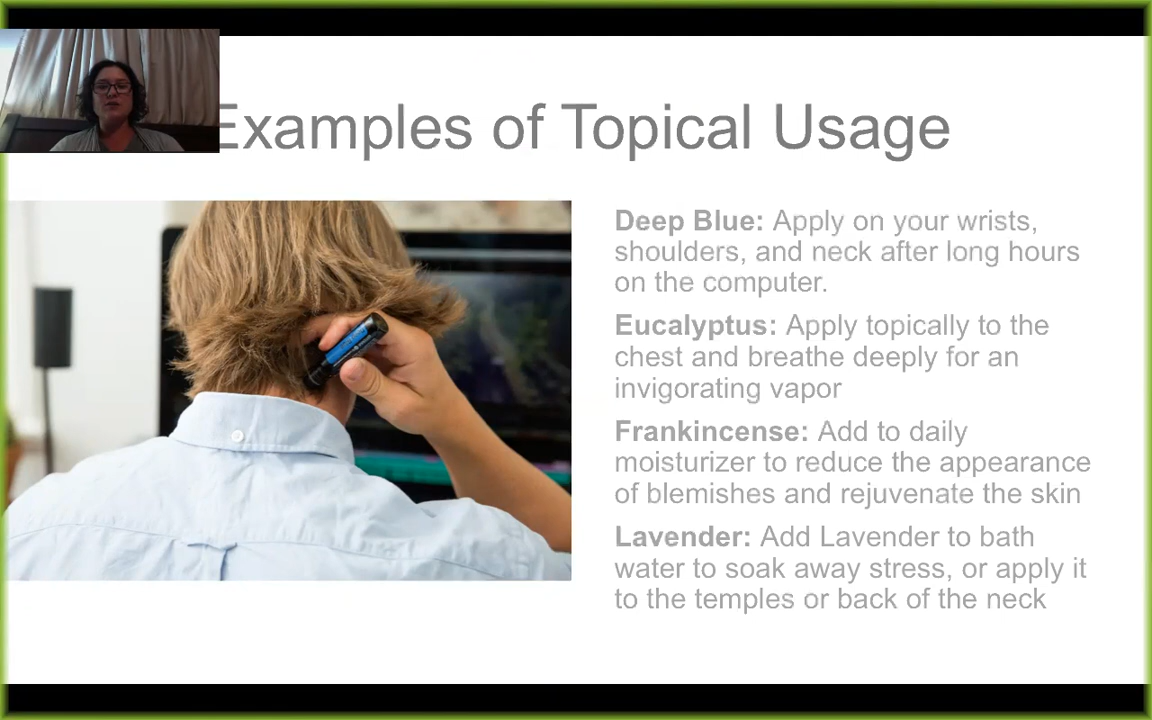 Examples of Topical Usage
Deep Blue: Apply on your wrists,
shoulders, and neck after long hours
on the computer.
Eucalyptus: Apply topically to the
chest and breathe deeply for an
invigorating vapor
Frankincense: Add to daily
moisturizer to reduce the appearance
of blemishes and rejuvenate the skin
Lavender: Add Lavender to bath
water to soak away stress, or apply it
to the temples or back of the neck